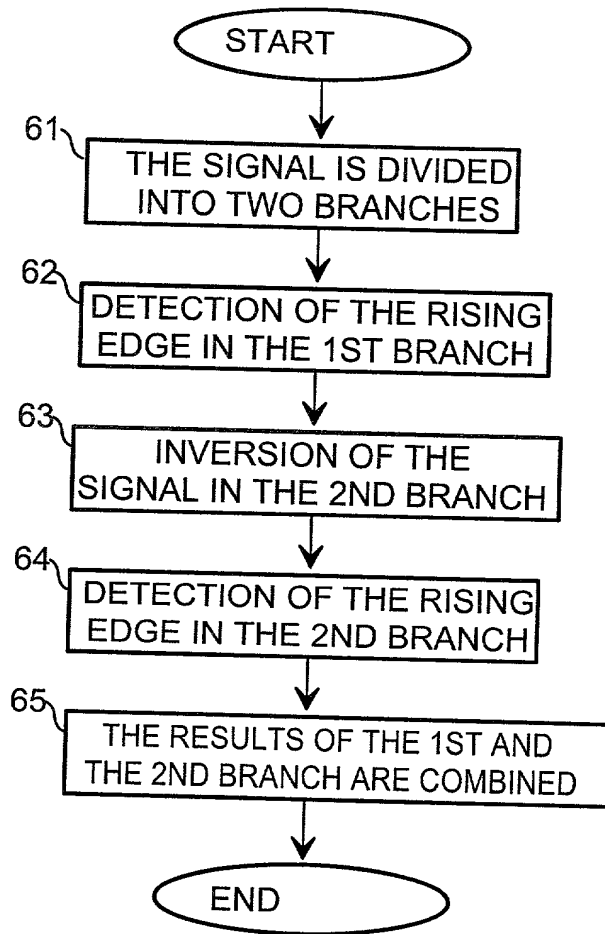 START
61
THE SIGNAL IS DIVIDED
INTO TWO BRANCHES
62
DETECTION OF THE RISING
EDGE IN THE 1ST BRANCH
63
INVERSION OF THE
SIGNAL IN THE 2ND BRANCH
64
DETECTION OF THE RISING
EDGE IN THE 2ND BRANCH
65
THE RESULTS OF THE 1ST AND
THE 2ND BRANCH ARE COMBINED
END